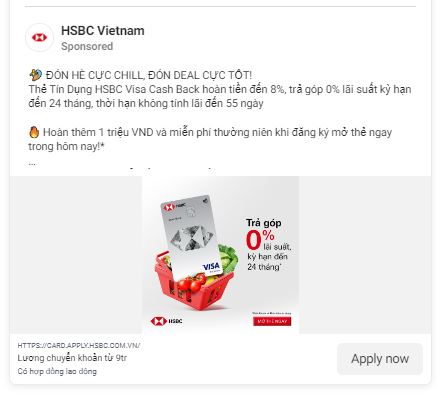 HSBC Vietnam
Sponsored
ĐÓN HÈ CỰC CHILL, ĐÓN DEAL CỰC TỐT!
Thẻ Tín Dụng HSBC Visa Cash Back hoàn tiền đến 8%, trả góp 0% lãi suất kỳ hạn
đến 24 tháng, thời hạn không tính lãi đến 55 ngày
Hoàn thêm 1 triệu VND và miễn phí thường niên khi đăng ký mở thẻ ngay
trong hôm nay!*
...
HSBC
VISA
Trả góp
0%
lãi suất,
kỳ hạn đến
24 tháng*
HSBC
MỞ THẺ NGAY
HTTPS://CARD.APPLY.HSBC.COM.VN/
Lương chuyển khoản từ 9tr
Có hợp đồng lao động
Apply now